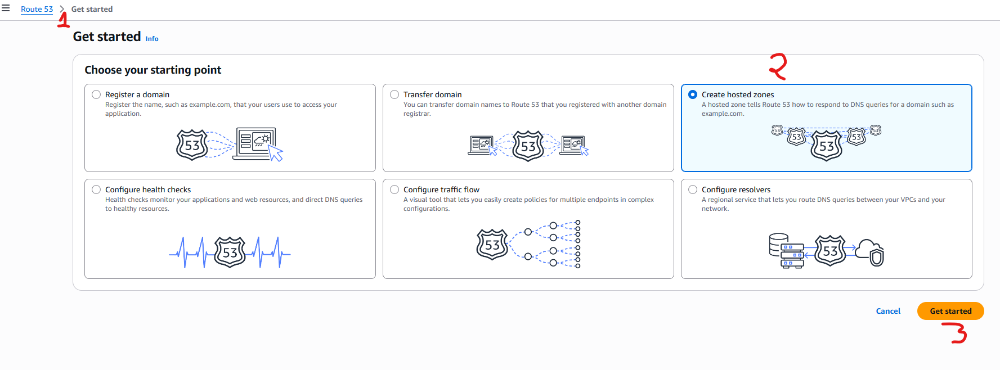 Route 53 > Get started
1
Get started Info
Choose your starting point
2
Register a domain
Register the name, such as example.com, that your users use to access your
application.
53
Transfer domain
You can transfer domain names to Route 53 that you registered with another domain
registrar.
53
Create hosted zones
A hosted zone tells Route 53 how to respond to DNS queries for a domain such as
example.com.
53 53 53 53 53
Configure health checks
Health checks monitor your applications and web resources, and direct DNS queries
to healthy resources.
53
Configure traffic flow
A visual tool that lets you easily create policies for multiple endpoints in complex
configurations.
53
Configure resolvers
A regional service that lets you route DNS queries between your VPCs and your
network.
53
Cancel Get started
3